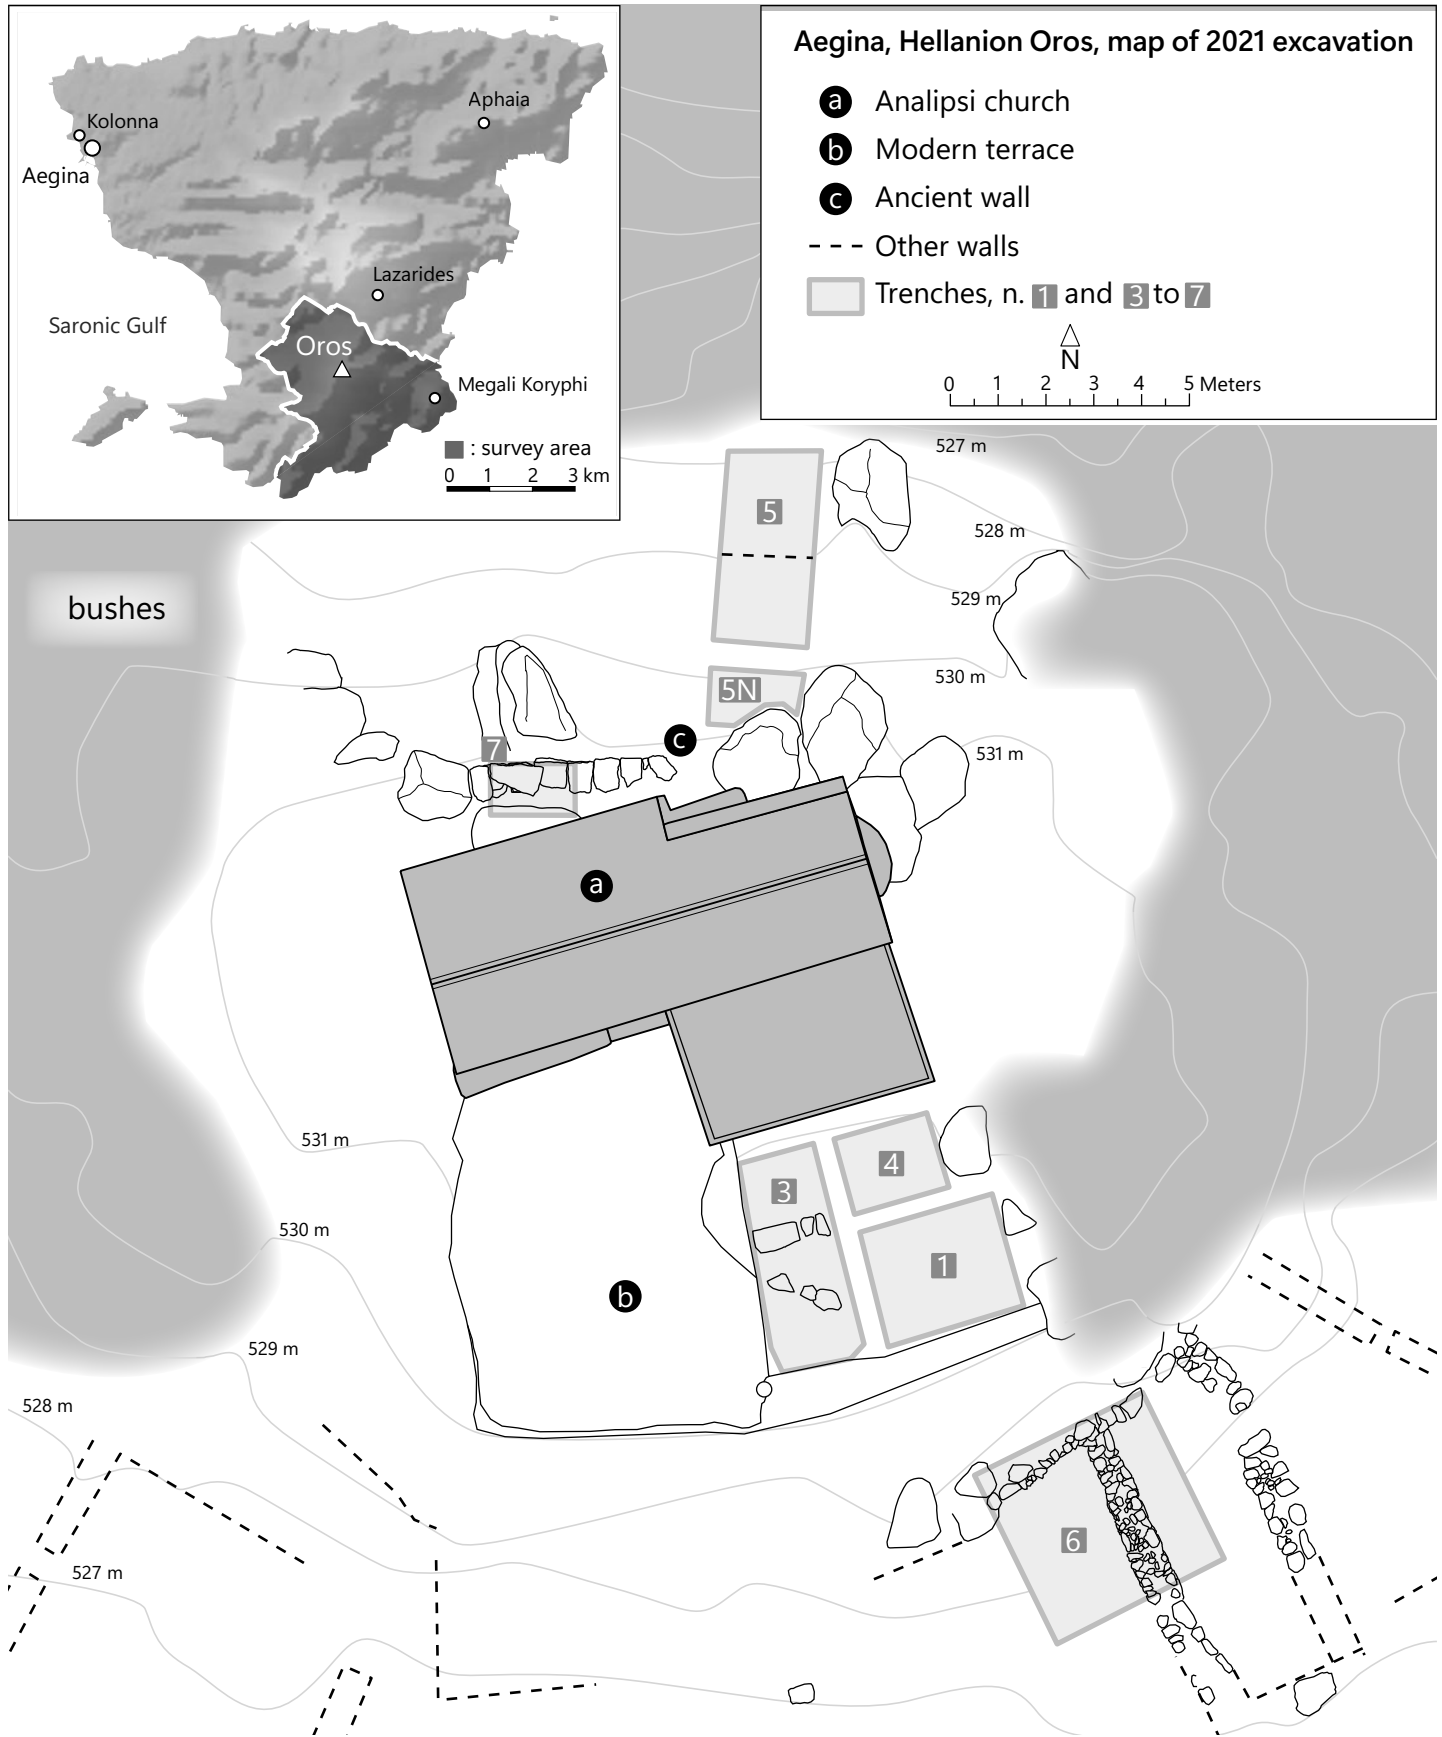 Aegina, Hellanion Oros, map of 2021 excavation
a Analipsi church
b Modern terrace
c Ancient wall
Other walls
Trenches, n. 1 and 3 to 7
N
0 1 2 3 4 5 Meters
Aphaia
Kolonna
Aegina
Lazarides
Saronic Gulf
Oros
Megali Koryphi
: survey area
0 1 2 3 km
527 m
5
528 m
529 m
bushes
530 m
5N
c
7
531 m
a
531 m
4
3
530 m
1
b
529 m
528 m
6
527 m